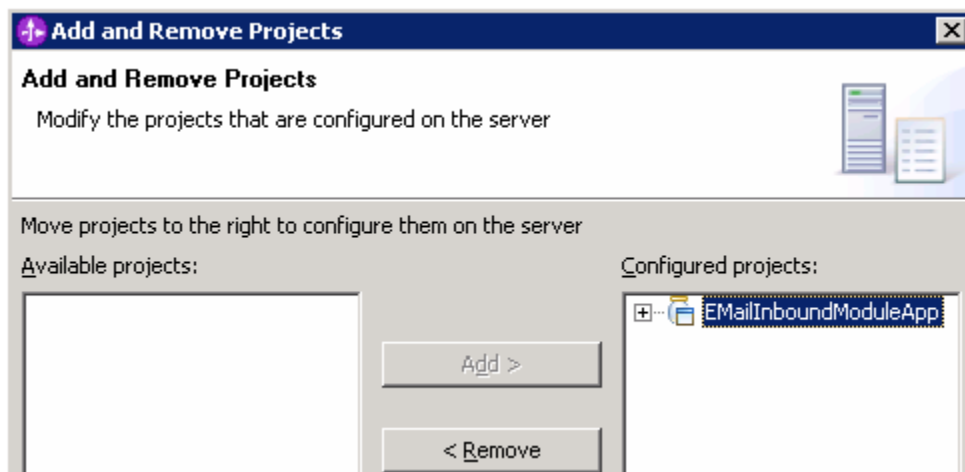 Add and Remove Projects
Add and Remove Projects
Modify the projects that are configured on the server
Move projects to the right to configure them on the server
Available projects:
Configured projects:
EMailInboundModuleApp
Add >
< Remove